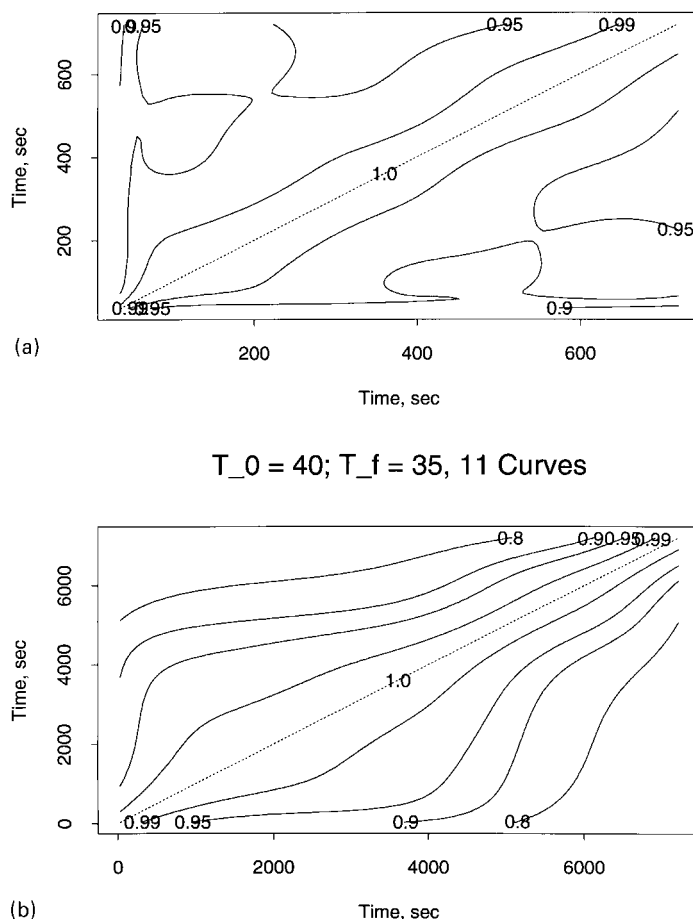 0.9 0.95 0.95 0.99
600
400
200
Time, sec
1.0
0.95
0.99 0.95 0.9
200 400 600
(a)
Time, sec
T_0 = 40; T_f = 35, 11 Curves
0.8 0.90 0.95 0.99
6000
4000
2000
0
Time, sec
1.0
0.99 0.95 0.9 0.8
0 2000 4000 6000
(b)
Time, sec